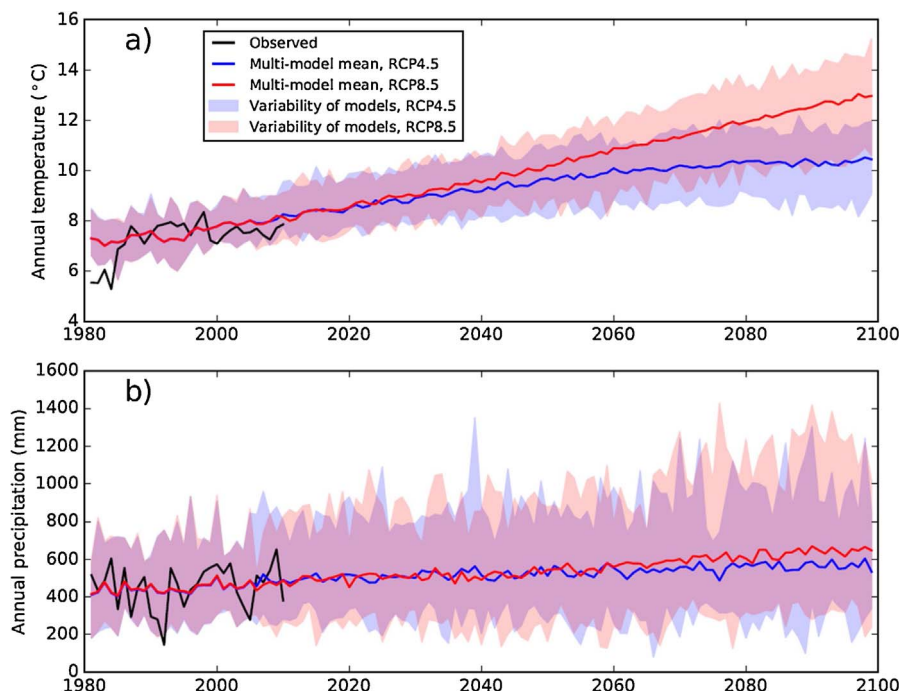 16
a)
Observed
14
Multi-model mean, RCP4.5
Multi-model mean, RCP8.5
Variability of models, RCP4.5
12
Variability of models, RCP8.5
10
8
6
4
Annual temperature (°C)
1980 2000 2020 2040 2060 2080 2100
1600
b)
1400
1200
1000
800
600
400
200
0
Annual precipitation (mm)
1980 2000 2020 2040 2060 2080 2100